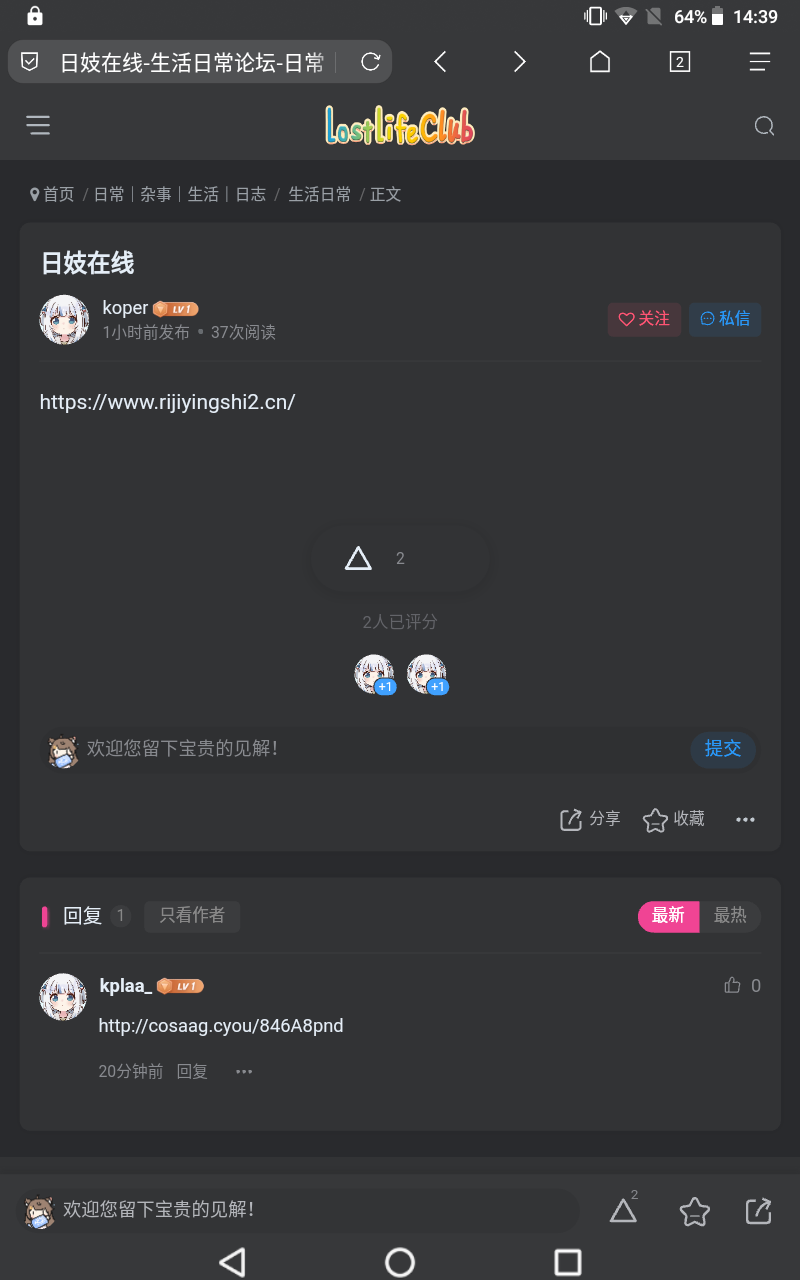 64% 14:39
日妓在线-生活日常论坛-日常
2
LostLifeClub
首页 / 日常｜杂事｜生活｜日志 / 生活日常 / 正文
日妓在线
koper LV1
1小时前发布 • 37次阅读
关注 私信
https://www.rijiyingshi2.cn/
2
2人已评分
+1 +1
欢迎您留下宝贵的见解！ 提交
分享 收藏
回复 1 只看作者 最新 最热
kplaa_ LV1 0
http://cosaag.cyou/846A8pnd
20分钟前 回复
欢迎您留下宝贵的见解！ 2